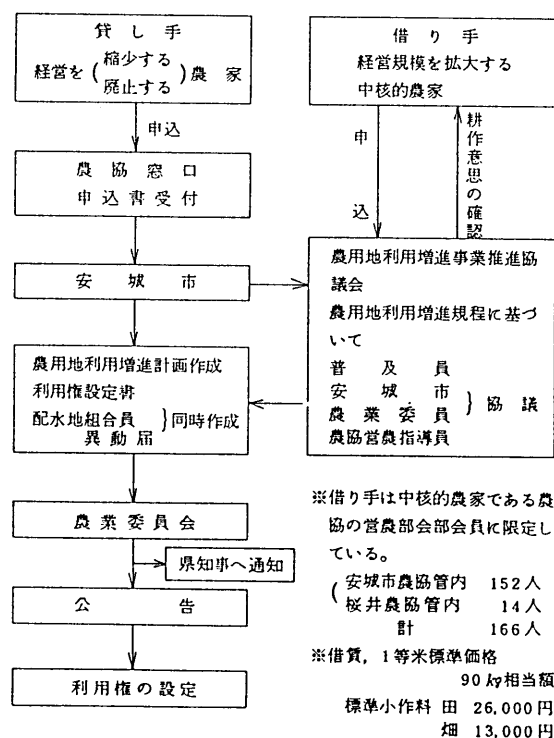 貸し手
経営を(縮少する
廃止する)農家
申込
農協窓口
申込書受付
安城市
農用地利用増進計画作成
利用権設定書
配水地組合員
異動届
}同時作成
農業委員会
県知事へ通知
公告
利用権の設定
借り手
経営規模を拡大する
中核的農家
申込
耕作意思の確認
農用地利用増進事業推進協
議会
農用地利用増進規程に基づ
いて
普及員
安城市
農業委員
農協営農指導員
}協議
※借り手は中核的農家である農
協の営農部会部会員に限定し
ている。
(安城市農協管内 152人
桜井農協管内 14人
計 166人
※借賃,1等米標準価格
90kg相当額
標準小作料 田 26,000円
畑 13,000円